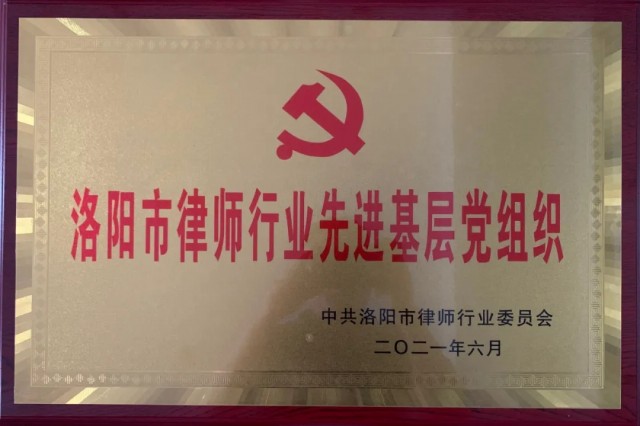 洛阳市律师行业先进基层党组织
中共洛阳市律师行业委员会
二〇二一年六月